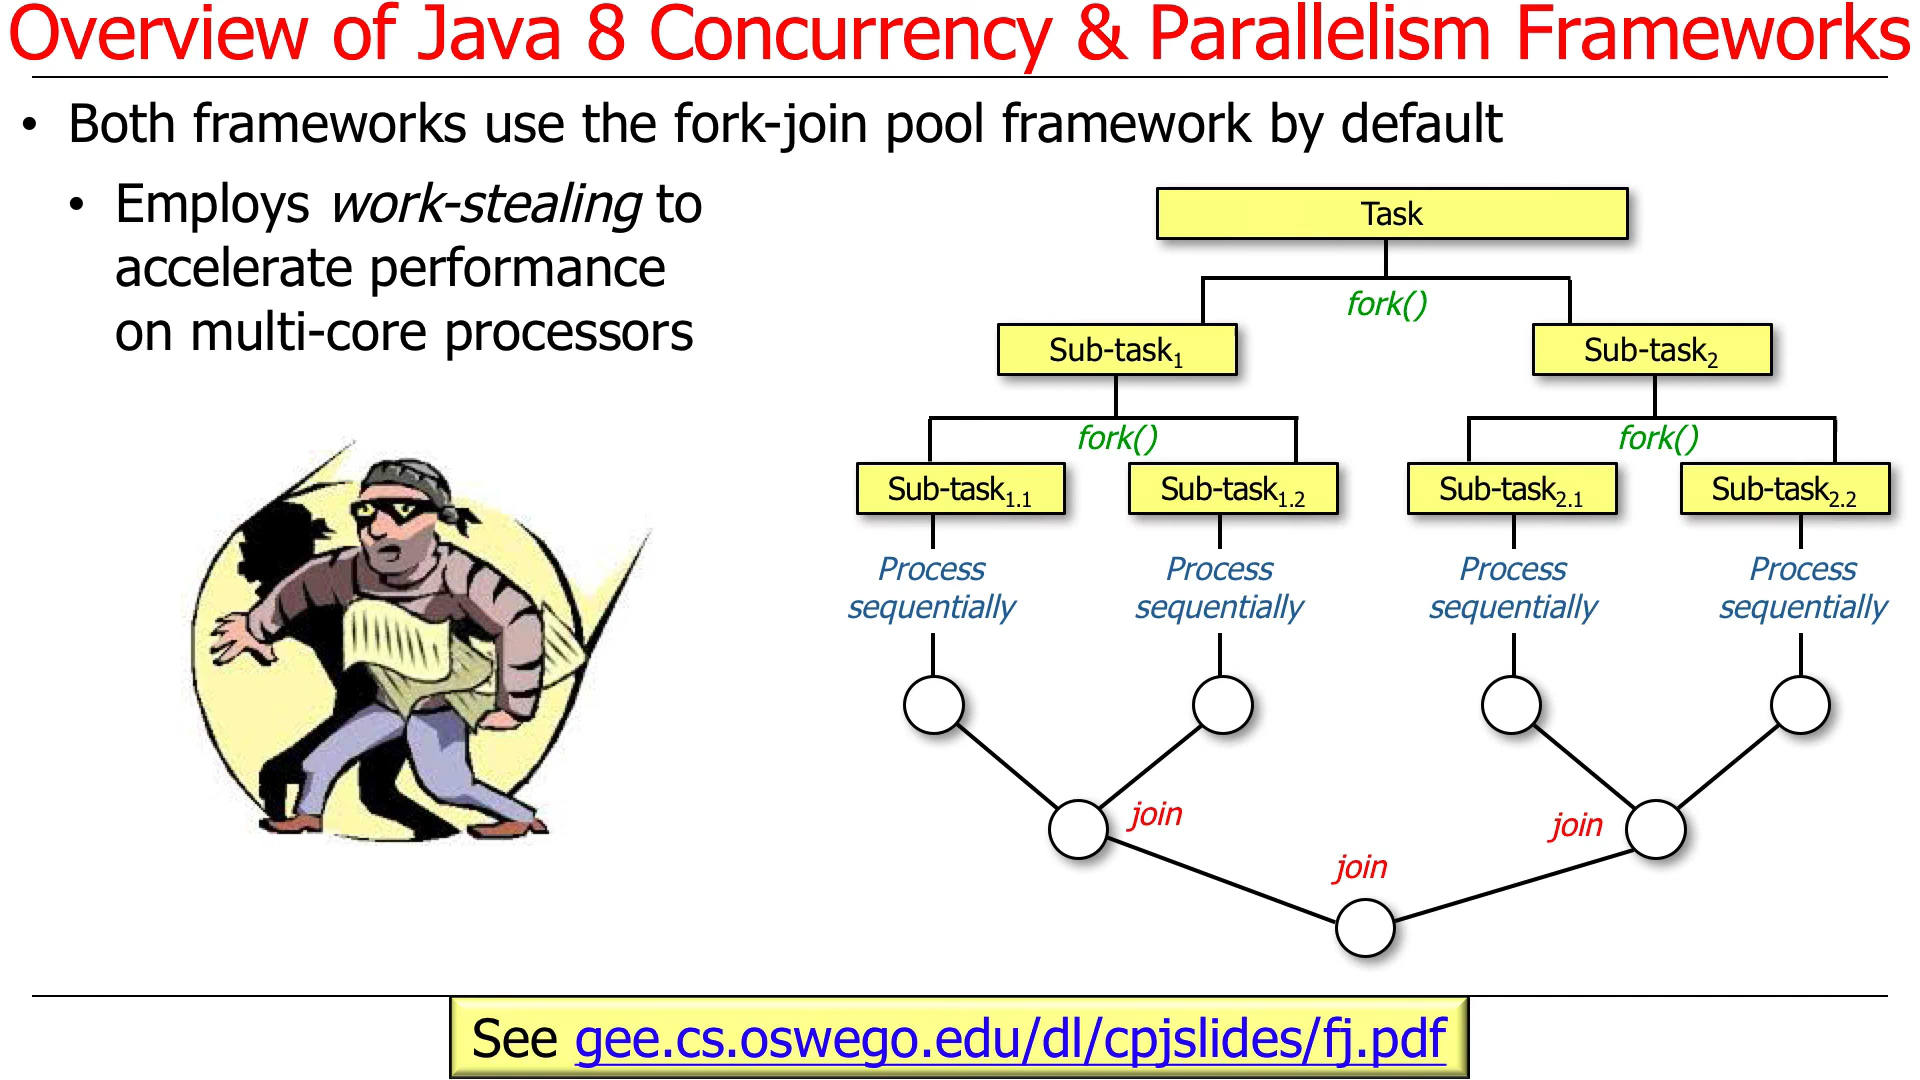 Overview of Java 8 Concurrency & Parallelism Frameworks
• Both frameworks use the fork-join pool framework by default
• Employs work-stealing to
accelerate performance
on multi-core processors
Task
fork()
Sub-task1
Sub-task2
fork()
fork()
Sub-task1.1
Sub-task1.2
Sub-task2.1
Sub-task2.2
Process
sequentially
Process
sequentially
Process
sequentially
Process
sequentially
join
join
join
See gee.cs.oswego.edu/dl/cpjslides/fj.pdf